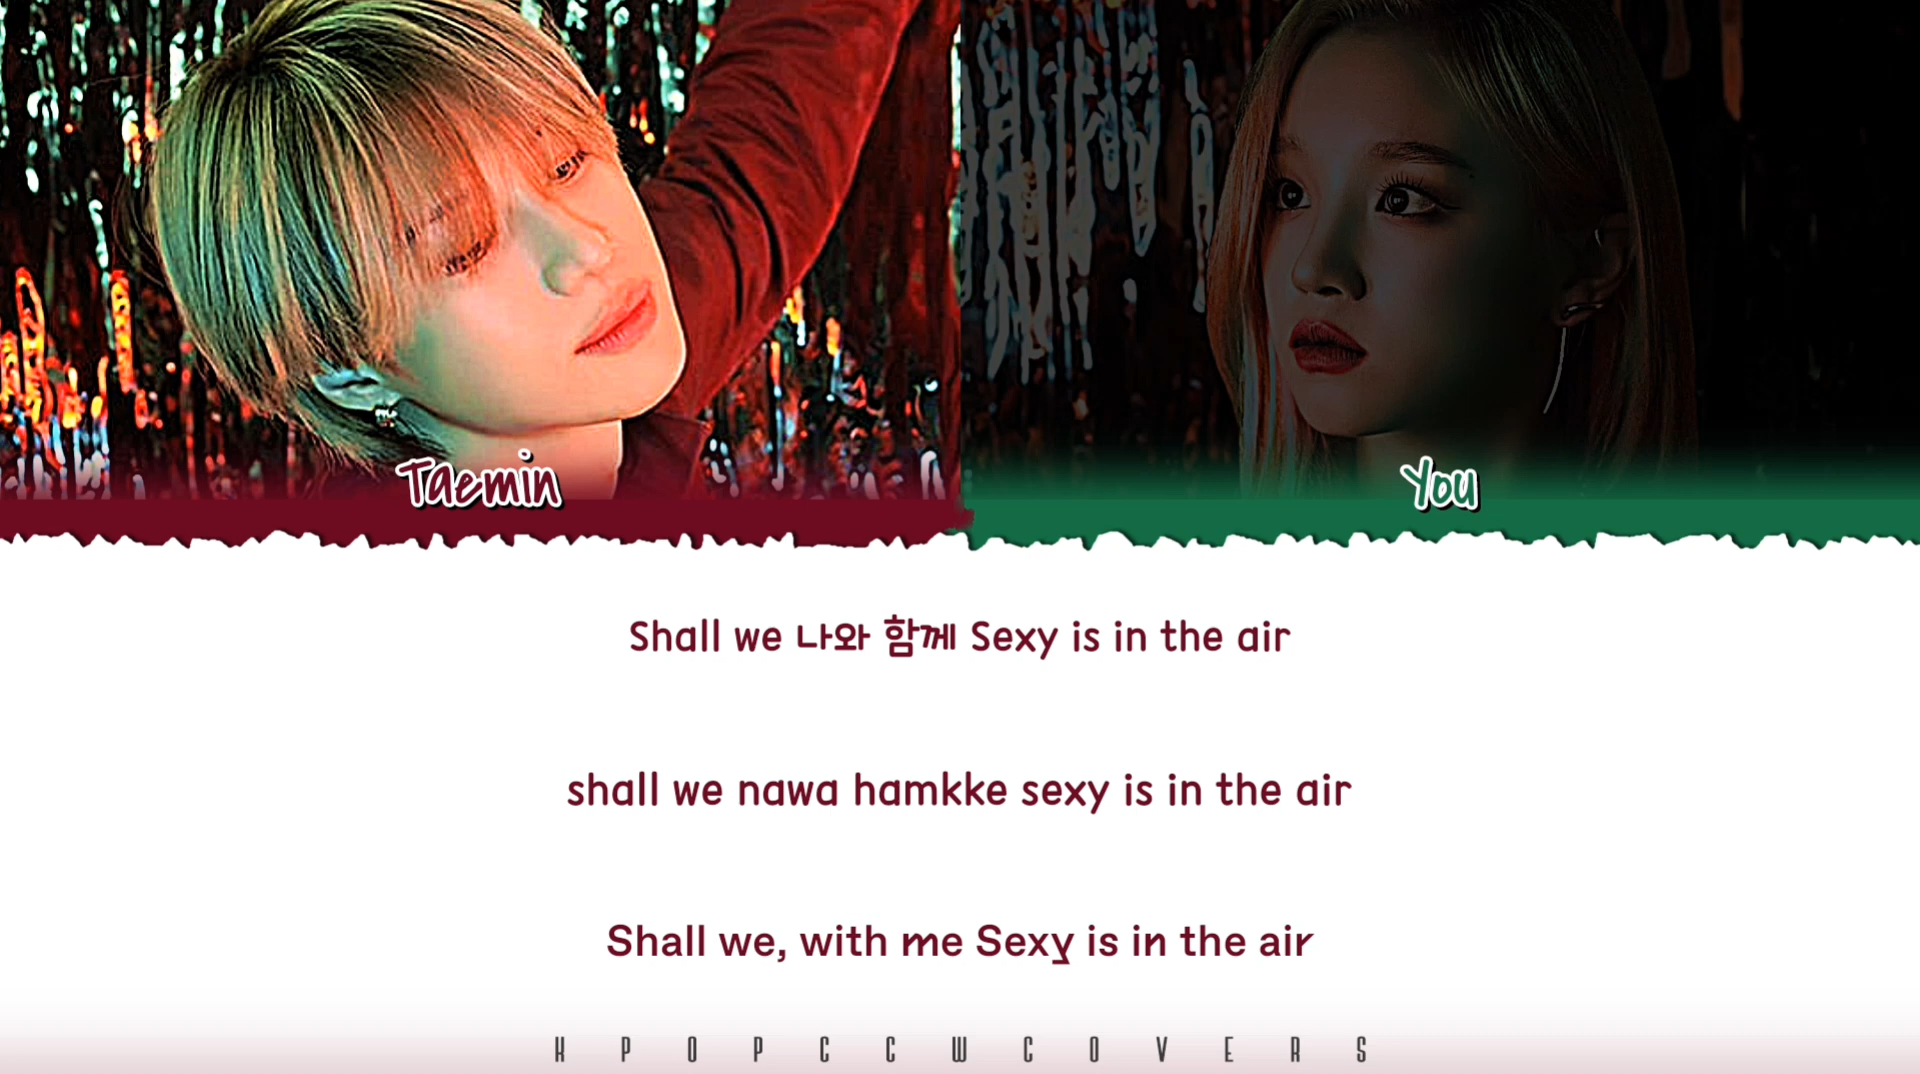 Taemin
You
Shall we 나와 함께 Sexy is in the air
shall we nawa hamkke sexy is in the air
Shall we, with me Sexy is in the air
KPOPCCWCOVERS